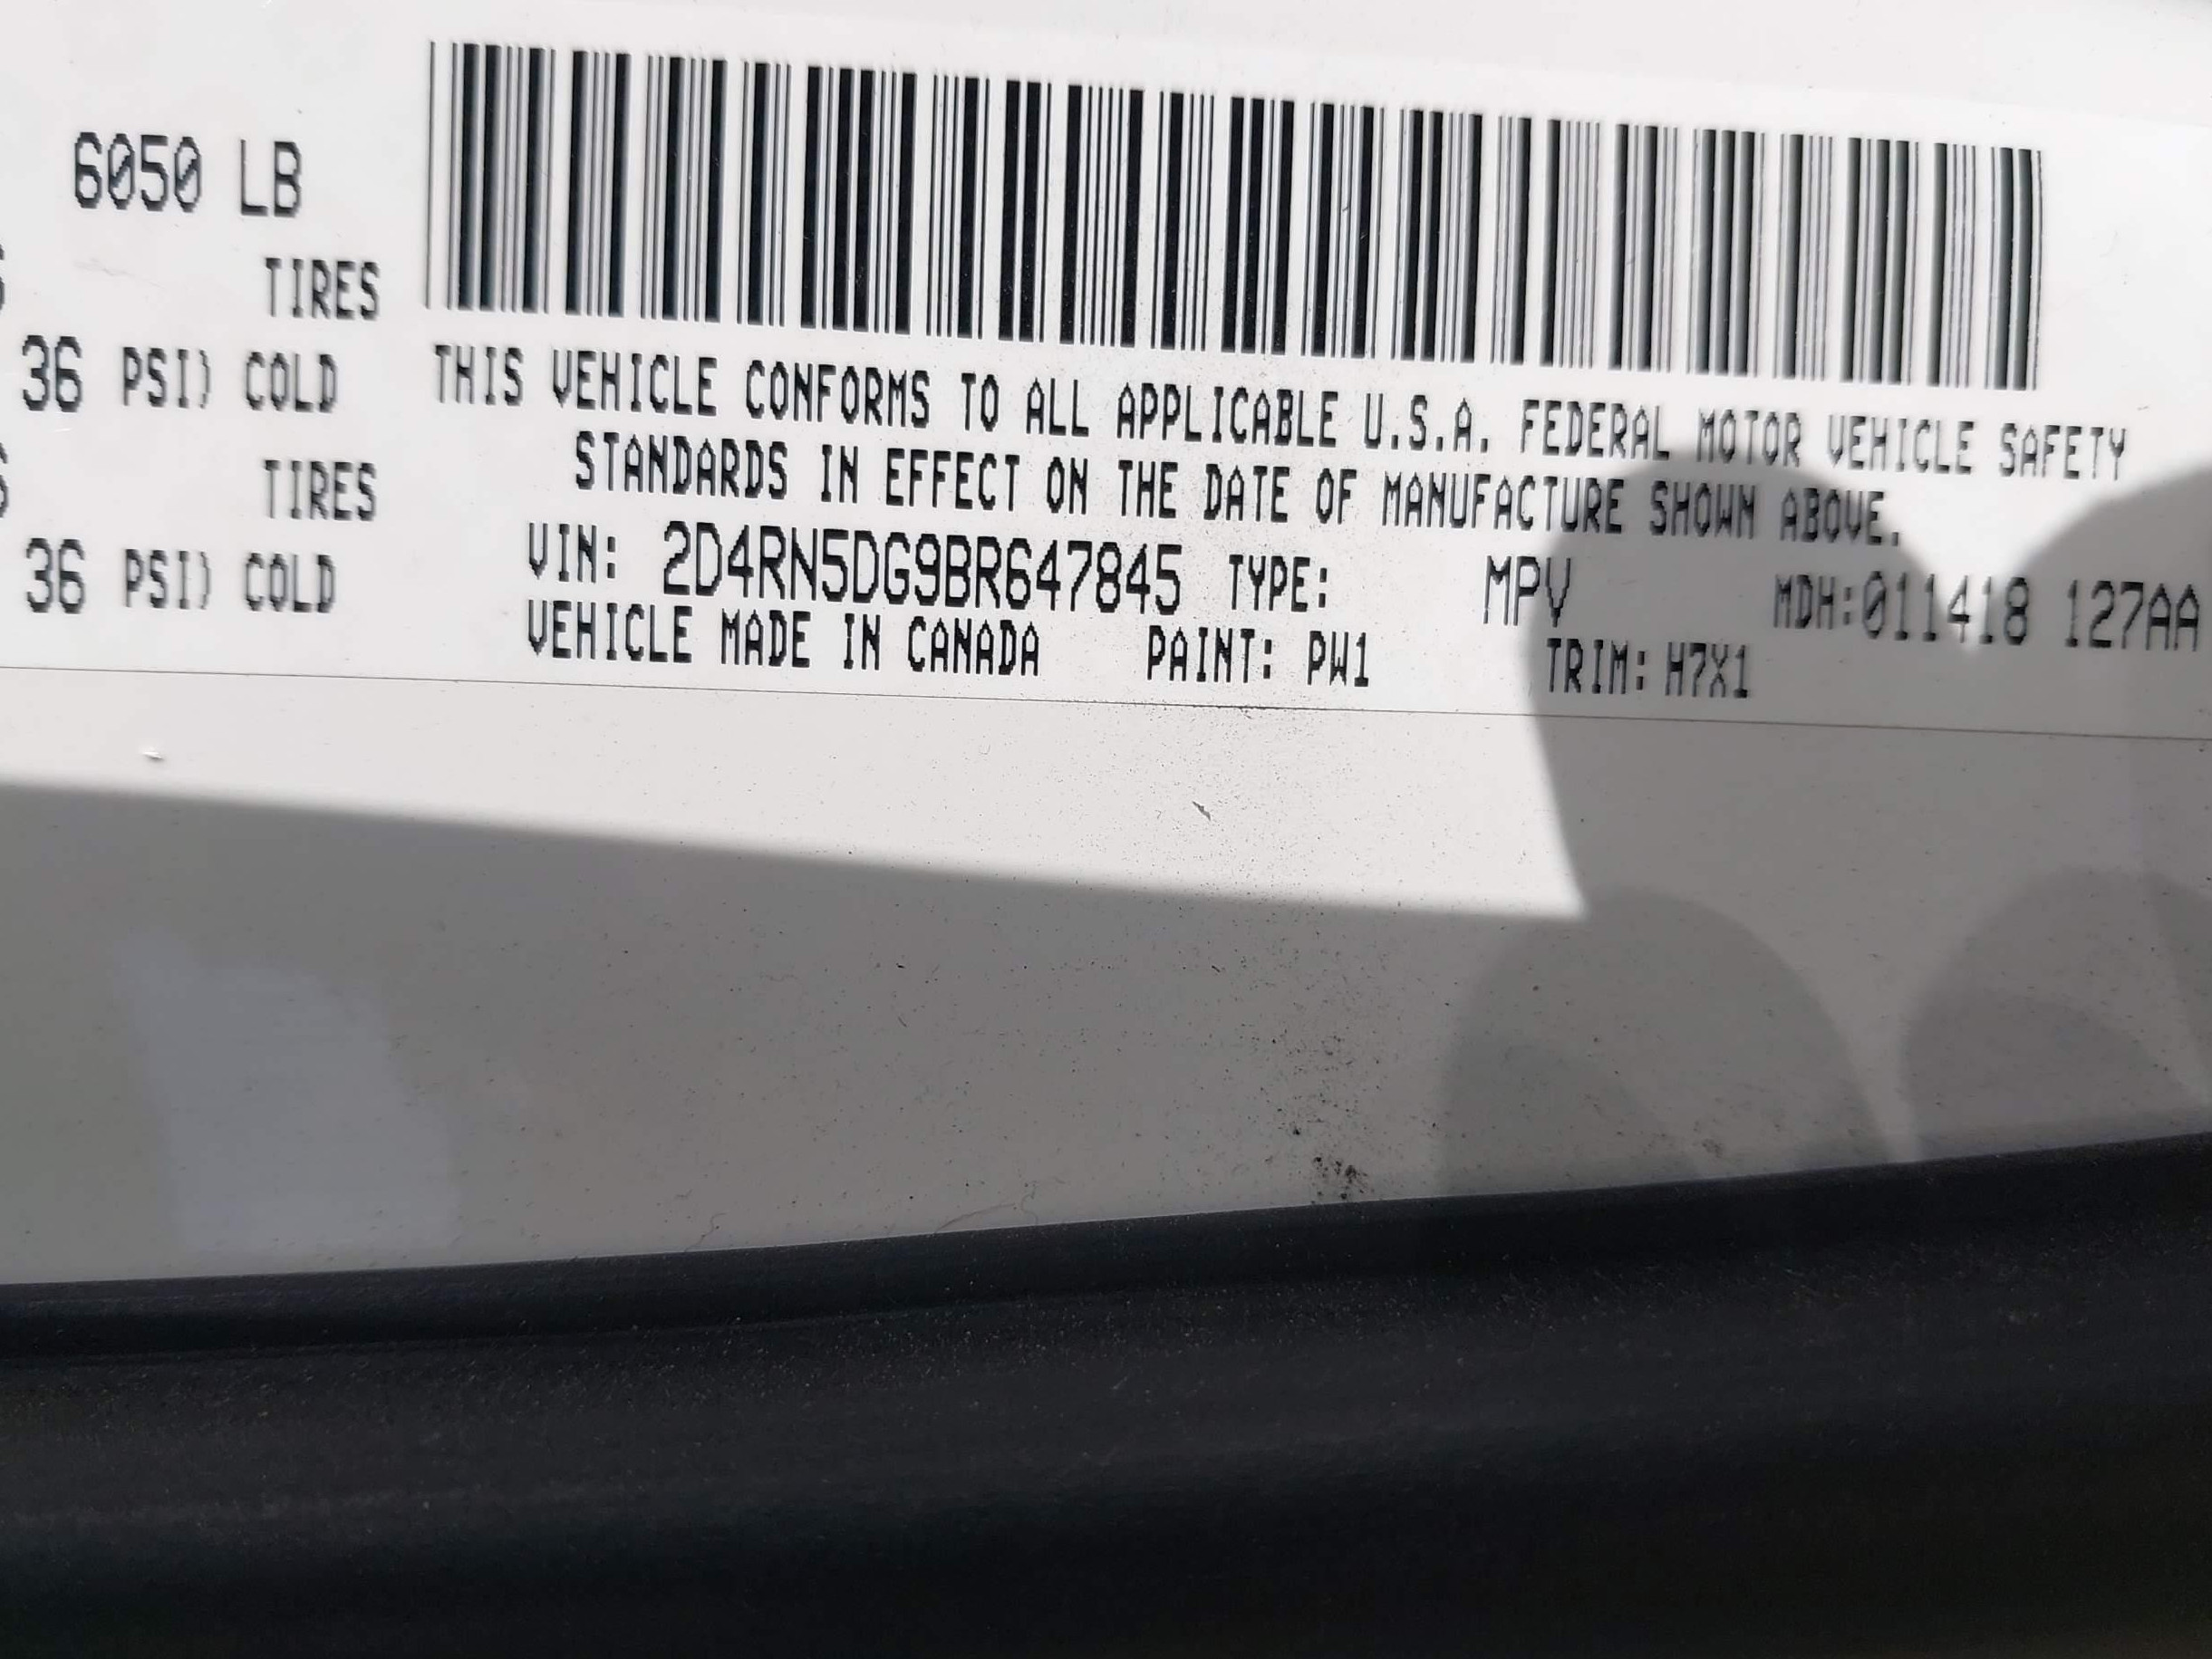 6050 LB
TIRES
36 PSI) COLD
TIRES
36 PSI) COLD
THIS VEHICLE CONFORMS TO ALL APPLICABLE U.S.A. FEDERAL MOTOR VEHICLE SAFETY
STANDARDS IN EFFECT ON THE DATE OF MANUFACTURE SHOWN ABOVE.
VIN: 2D4RN5DG9BR647845 TYPE: MPV MDH:011418 127AA
VEHICLE MADE IN CANADA PAINT: PW1 TRIM: H7X1